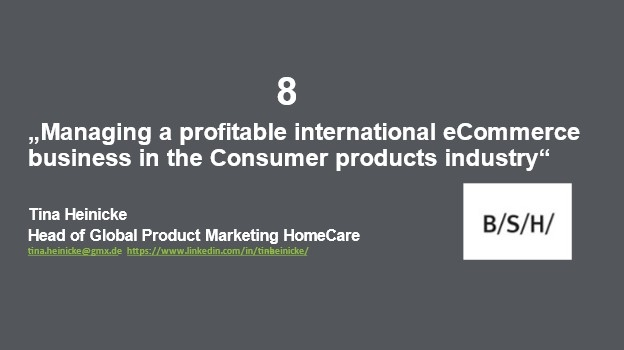 8
„Managing a profitable international eCommerce
business in the Consumer products industry“
Tina Heinicke
Head of Global Product Marketing HomeCare
tina.heinicke@gmx.de https://www.linkedin.com/in/tinheinicke/
B/S/H/